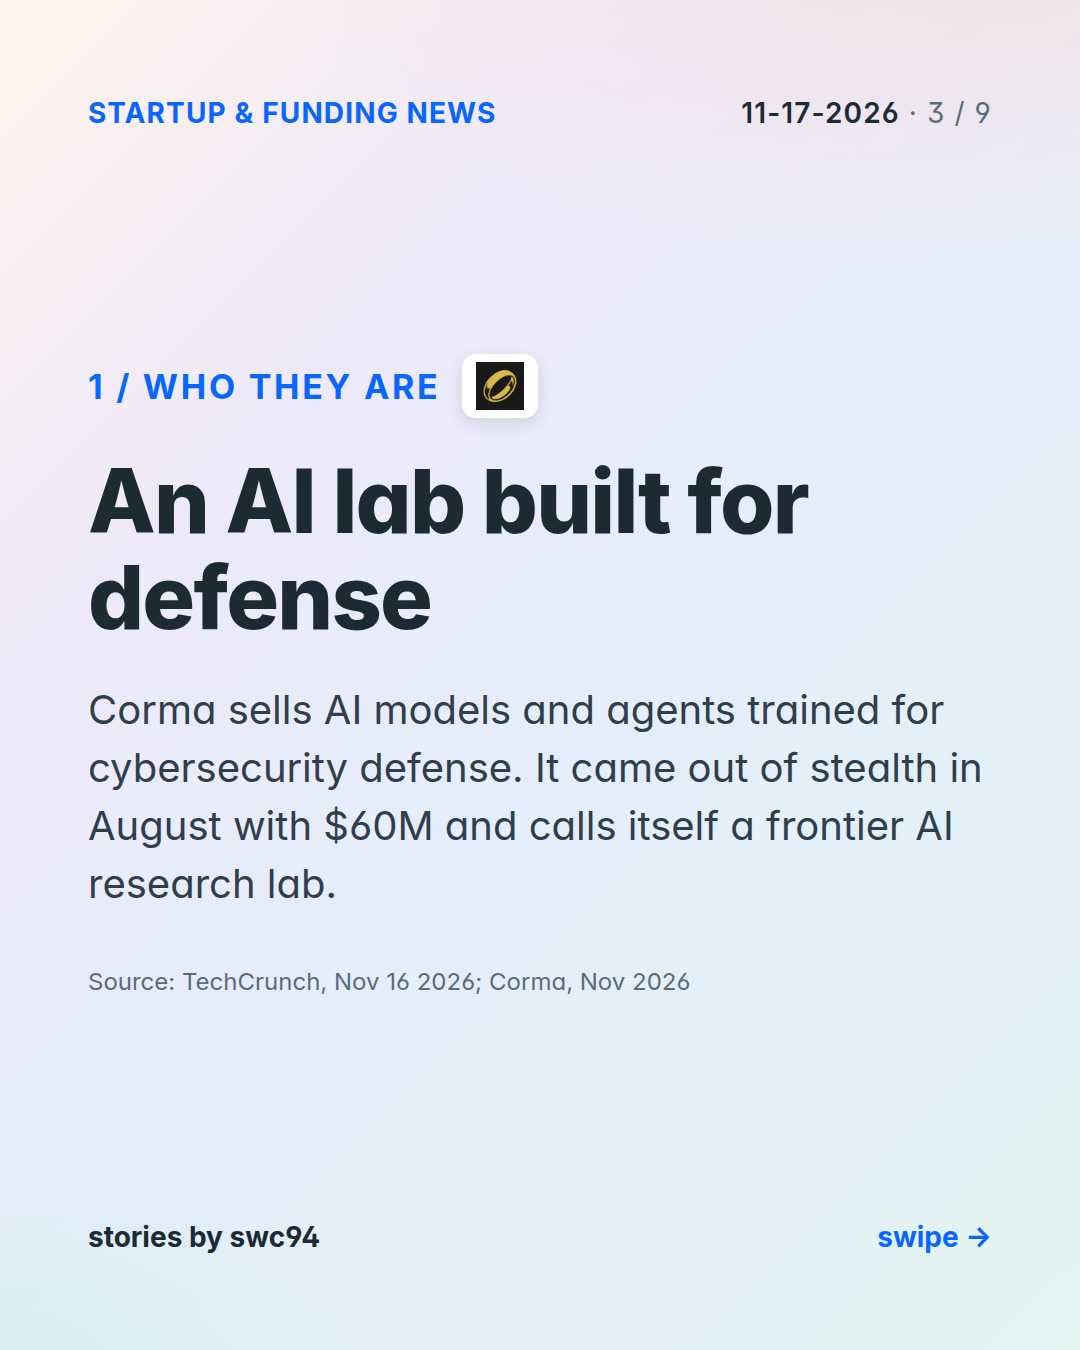 STARTUP & FUNDING NEWS
11-17-2026 · 3 / 9
1 / WHO THEY ARE
An AI lab built for
defense
Corma sells AI models and agents trained for
cybersecurity defense. It came out of stealth in
August with $60M and calls itself a frontier AI
research lab.
Source: TechCrunch, Nov 16 2026; Corma, Nov 2026
stories by swc94
swipe →